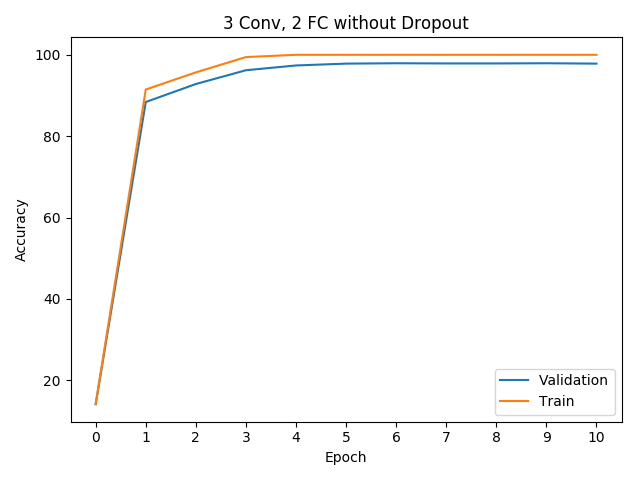 3 Conv, 2 FC without Dropout
100
80
60
40
20
Accuracy
Validation
Train
0 1 2 3 4 5 6 7 8 9 10
Epoch